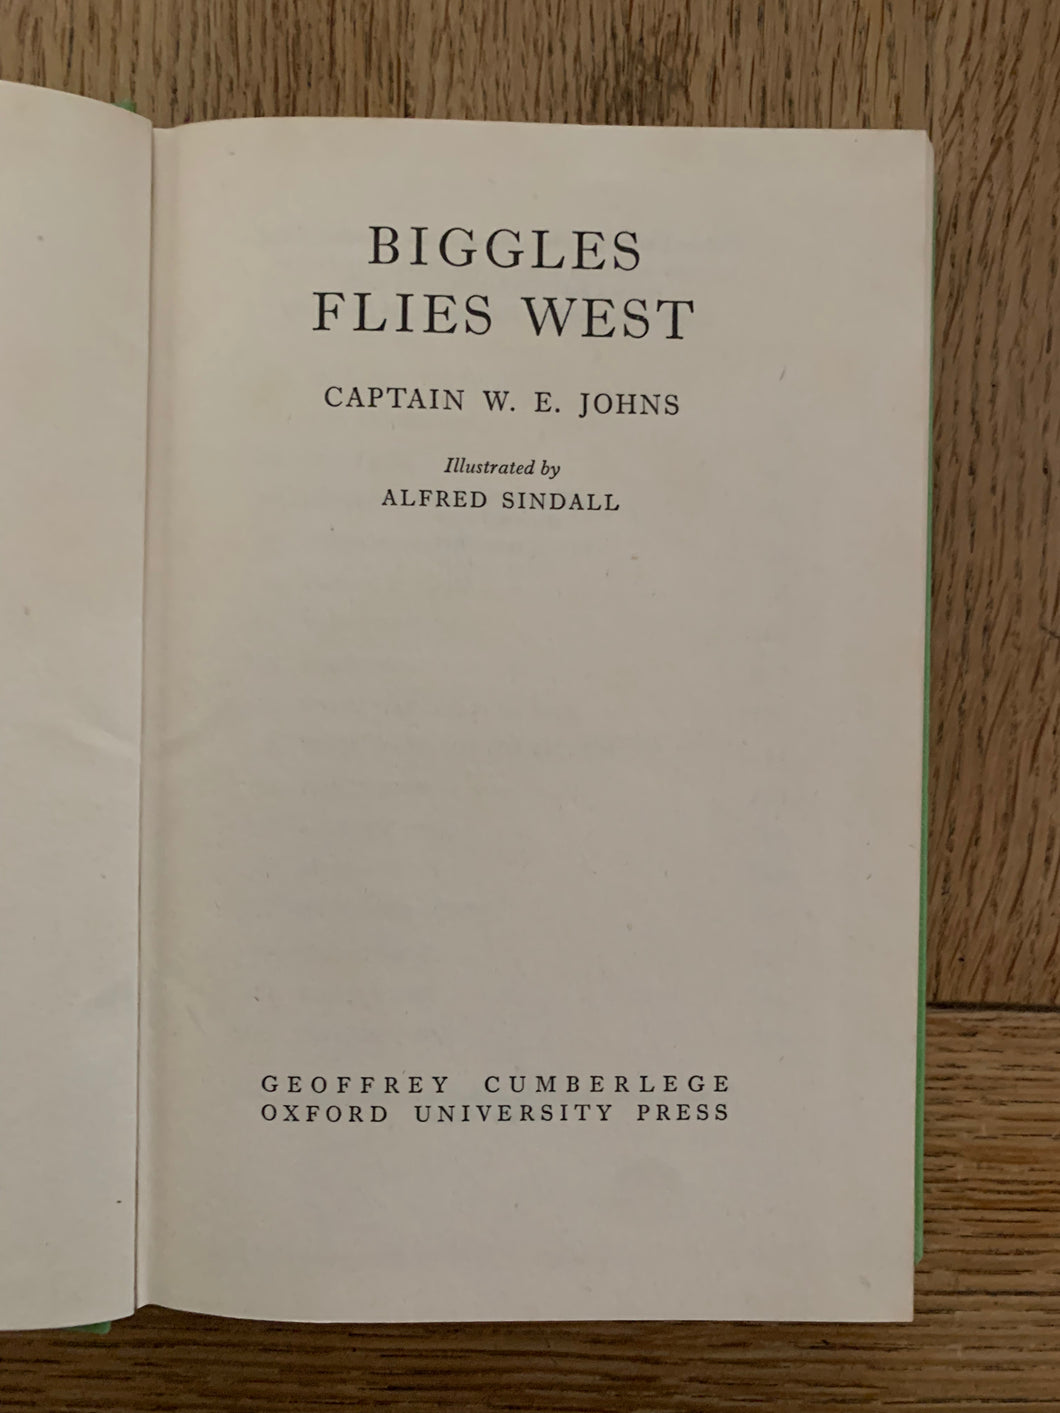 BIGGLES
FLIES WEST
CAPTAIN W. E. JOHNS
Illustrated by
ALFRED SINDALL
GEOFFREY CUMBERLEGE
OXFORD UNIVERSITY PRESS